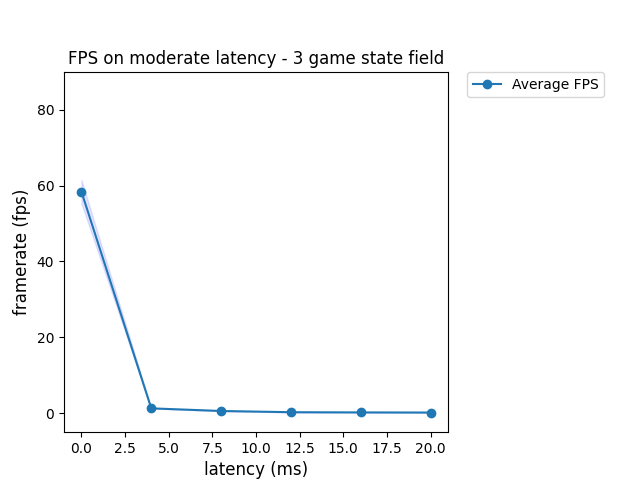 FPS on moderate latency - 3 game state field
Average FPS
80
60
40
20
0
framerate (fps)
0.0 2.5 5.0 7.5 10.0 12.5 15.0 17.5 20.0
latency (ms)